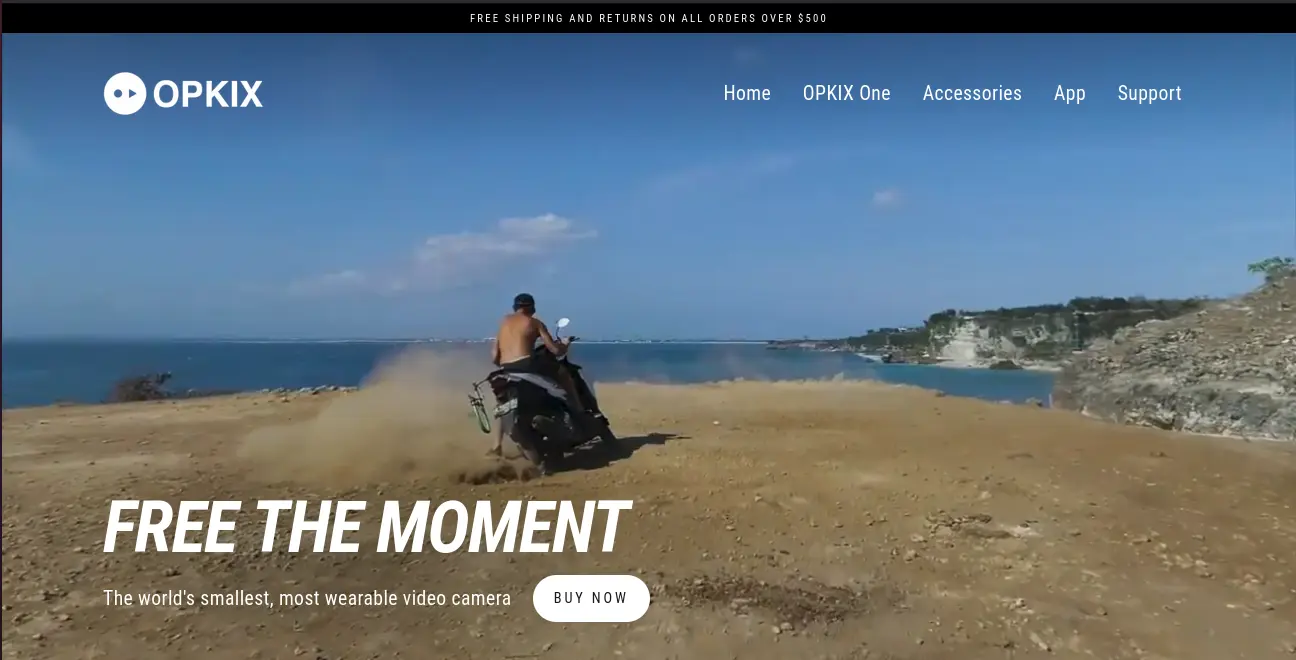 FREE SHIPPING AND RETURNS ON ALL ORDERS OVER $500
OPKIX
Home OPKIX One Accessories App Support
FREE THE MOMENT
The world's smallest, most wearable video camera
BUY NOW